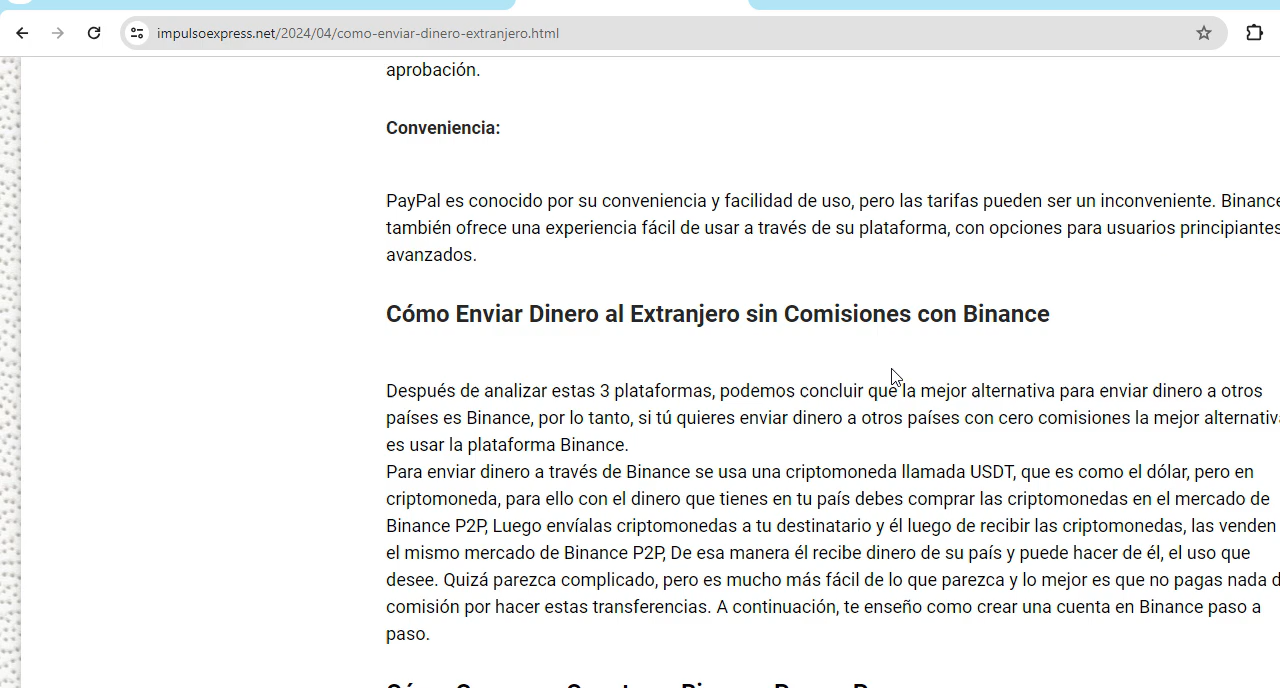 impulsoexpress.net/2024/04/como-enviar-dinero-extranjero.html
aprobación.
Conveniencia:
PayPal es conocido por su conveniencia y facilidad de uso, pero las tarifas pueden ser un inconveniente. Binance
también ofrece una experiencia fácil de usar a través de su plataforma, con opciones para usuarios principiantes
avanzados.
Cómo Enviar Dinero al Extranjero sin Comisiones con Binance
Después de analizar estas 3 plataformas, podemos concluir que la mejor alternativa para enviar dinero a otros
países es Binance, por lo tanto, si tú quieres enviar dinero a otros países con cero comisiones la mejor alternativa
es usar la plataforma Binance.
Para enviar dinero a través de Binance se usa una criptomoneda llamada USDT, que es como el dólar, pero en
criptomoneda, para ello con el dinero que tienes en tu país debes comprar las criptomonedas en el mercado de
Binance P2P, Luego envíalas criptomonedas a tu destinatario y él luego de recibir las criptomonedas, las venden
el mismo mercado de Binance P2P, De esa manera él recibe dinero de su país y puede hacer de él, el uso que
desee. Quizá parezca complicado, pero es mucho más fácil de lo que parezca y lo mejor es que no pagas nada d
comisión por hacer estas transferencias. A continuación, te enseño como crear una cuenta en Binance paso a
paso.